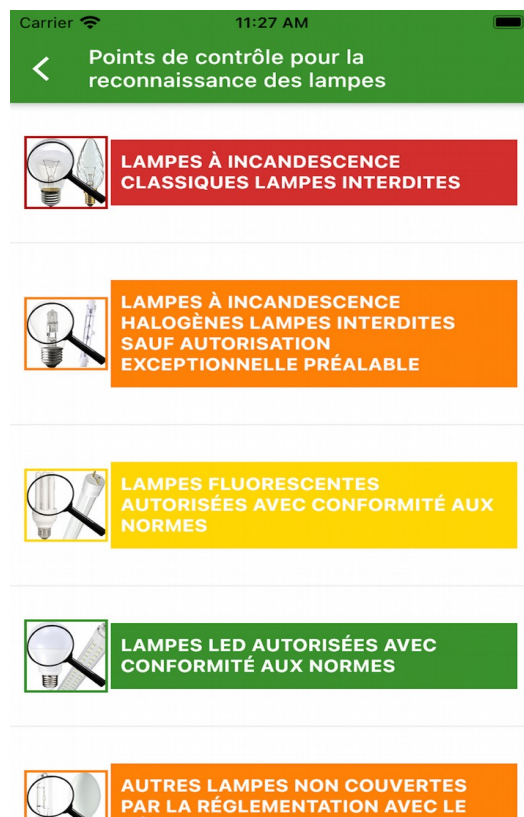 Carrier 11:27 AM
Points de contrôle pour la
reconnaissance des lampes
LAMPES À INCANDESCENCE
CLASSIQUES LAMPES INTERDITES
LAMPES À INCANDESCENCE
HALOGÈNES LAMPES INTERDITES
SAUF AUTORISATION
EXCEPTIONNELLE PRÉALABLE
LAMPES FLUORESCENTES
AUTORISÉES AVEC CONFORMITÉ AUX
NORMES
LAMPES LED AUTORISÉES AVEC
CONFORMITÉ AUX NORMES
AUTRES LAMPES NON COUVERTES
PAR LA RÉGLEMENTATION AVEC LE